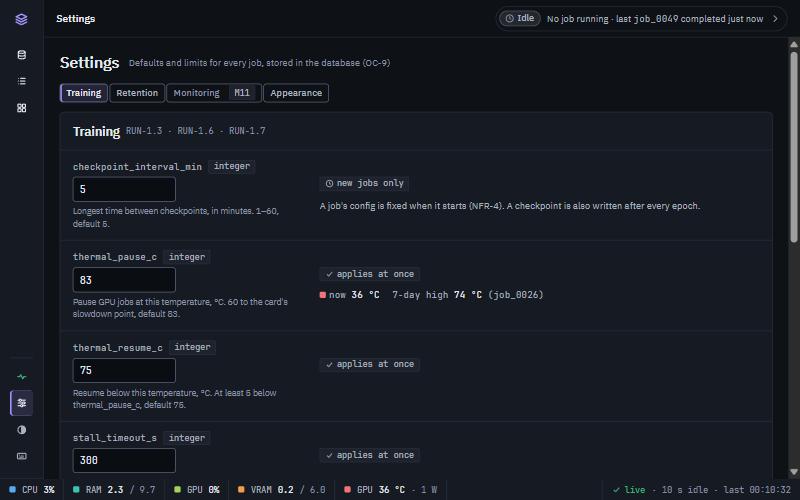 Settings
Idle No job running · last job_0049 completed just now
Settings Defaults and limits for every job, stored in the database (OC-9)
Training Retention Monitoring M11 Appearance
Training RUN-1.3 · RUN-1.6 · RUN-1.7
checkpoint_interval_min integer
5
Longest time between checkpoints, in minutes. 1–60,
default 5.
new jobs only
A job's config is fixed when it starts (NFR-4). A checkpoint is also written after every epoch.
thermal_pause_c integer
83
Pause GPU jobs at this temperature, °C. 60 to the card's
slowdown point, default 83.
applies at once
now 36 °C 7-day high 74 °C (job_0026)
thermal_resume_c integer
75
Resume below this temperature, °C. At least 5 below
thermal_pause_c, default 75.
applies at once
stall_timeout_s integer
300
applies at once
CPU 3% RAM 2.3 / 9.7 GPU 0% VRAM 0.2 / 6.0 GPU 36 °C · 1 W live · 10 s idle · last 00:10:32